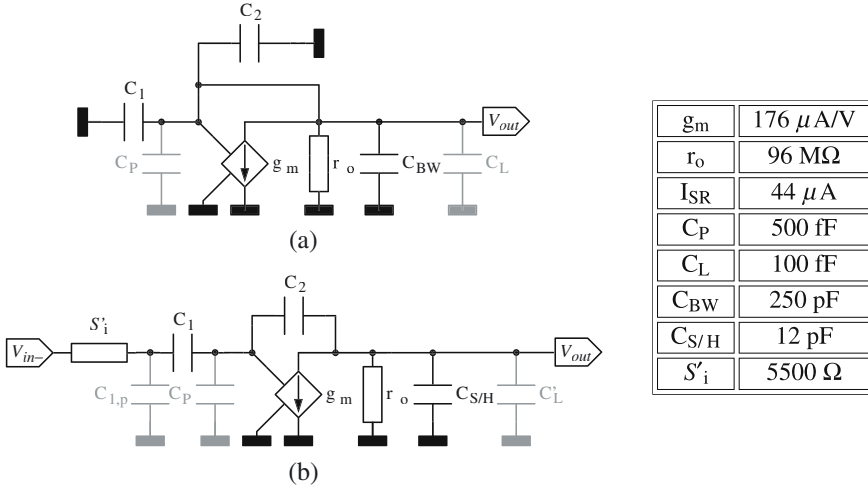 C2
C1
Vout
CP
gm
ro
CBW
CL
(a)
C2
S'i
C1
Vin−
Vout
C1,p
CP
gm
ro
CS/H
C'L
(b)
gm 176 μA/V
ro 96 MΩ
ISR 44 μA
CP 500 fF
CL 100 fF
CBW 250 pF
CS/H 12 pF
S'i 5500 Ω